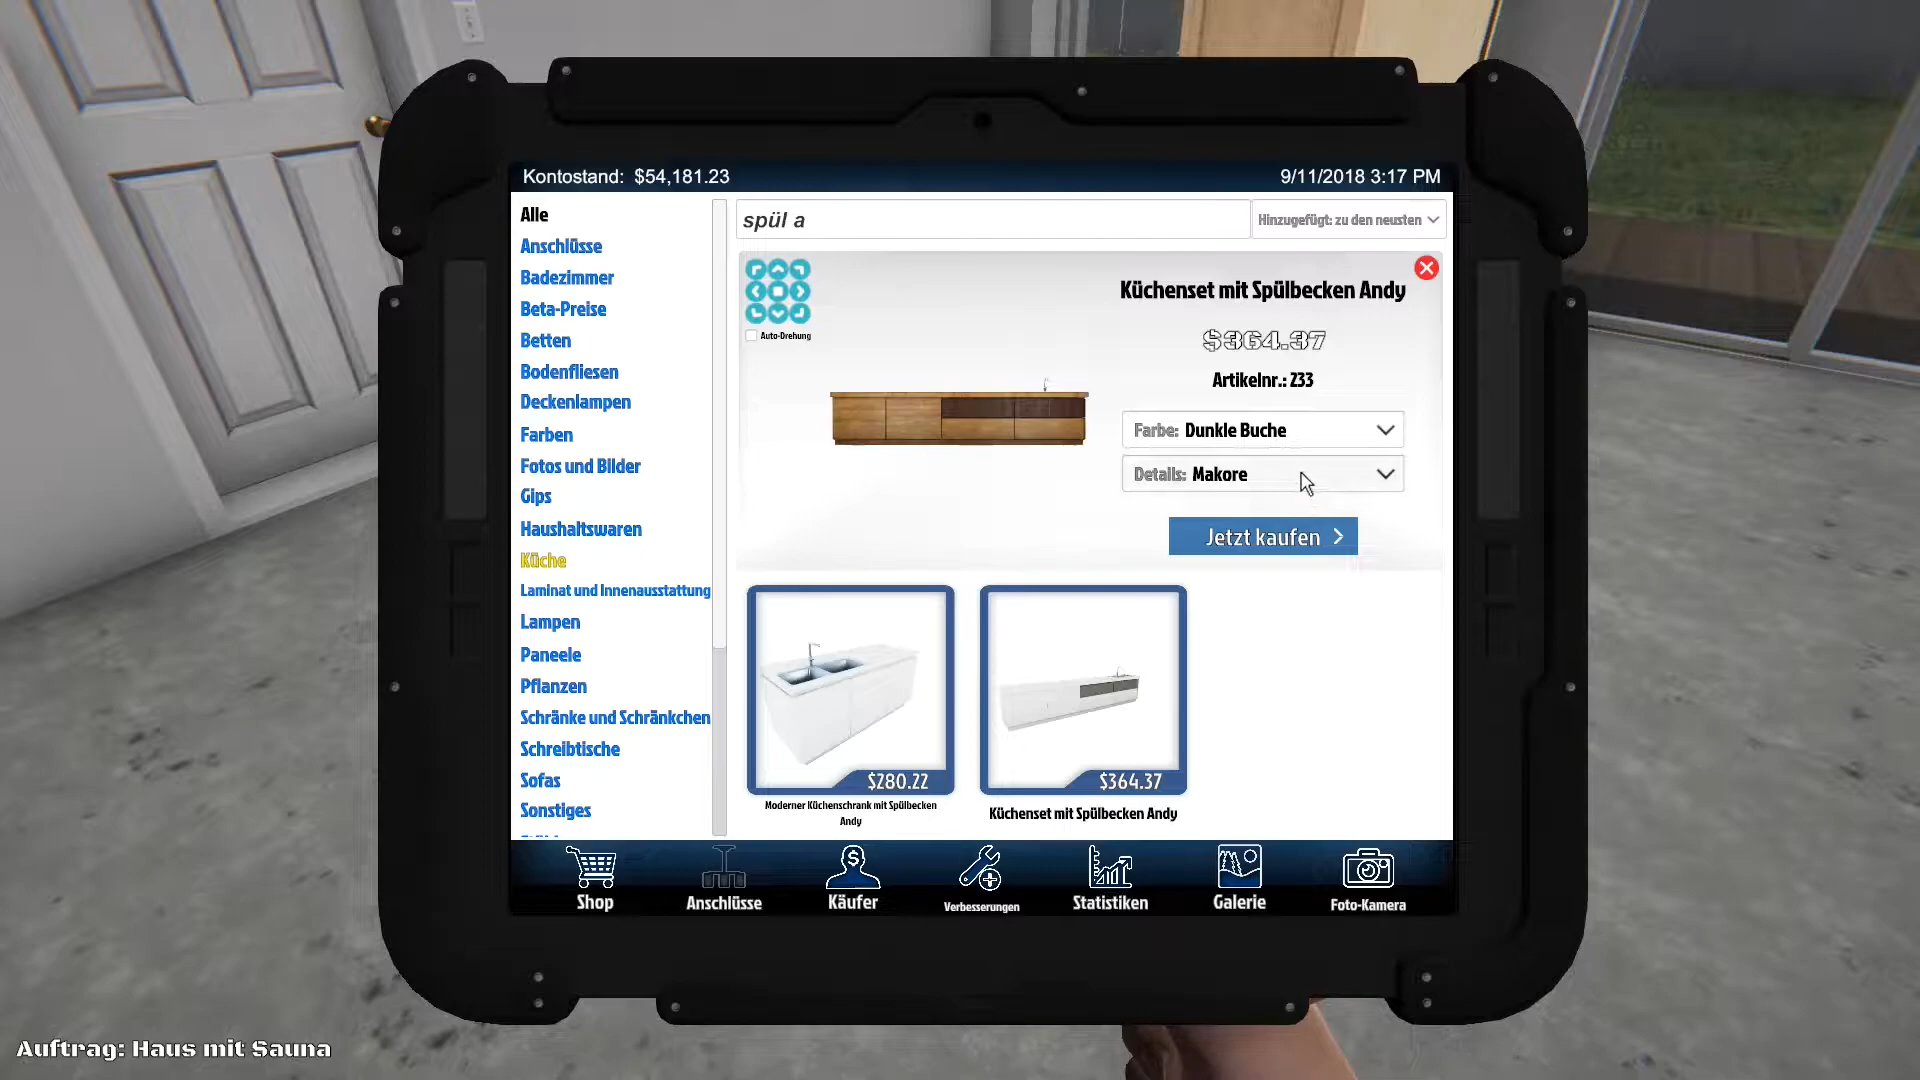 Kontostand: $54,181.23
9/11/2018 3:17 PM
Alle
Anschlüsse
Badezimmer
Beta-Preise
Betten
Bodenfliesen
Deckenlampen
Farben
Fotos und Bilder
Gips
Haushaltswaren
Küche
Laminat und Innenausstattung
Lampen
Paneele
Pflanzen
Schränke und Schränkchen
Schreibtische
Sofas
Sonstiges
spül a
Hinzugefügt: zu den neusten
Auto-Drehung
Küchenset mit Spülbecken Andy
$364.37
Artikelnr.: 233
Farbe: Dunkle Buche
Details: Makore
Jetzt kaufen
$280.22
Moderner Küchenschrank mit Spülbecken
Andy
$364.37
Küchenset mit Spülbecken Andy
Shop
Anschlüsse
Käufer
Verbesserungen
Statistiken
Galerie
Foto-Kamera
Auftrag: Haus mit Sauna